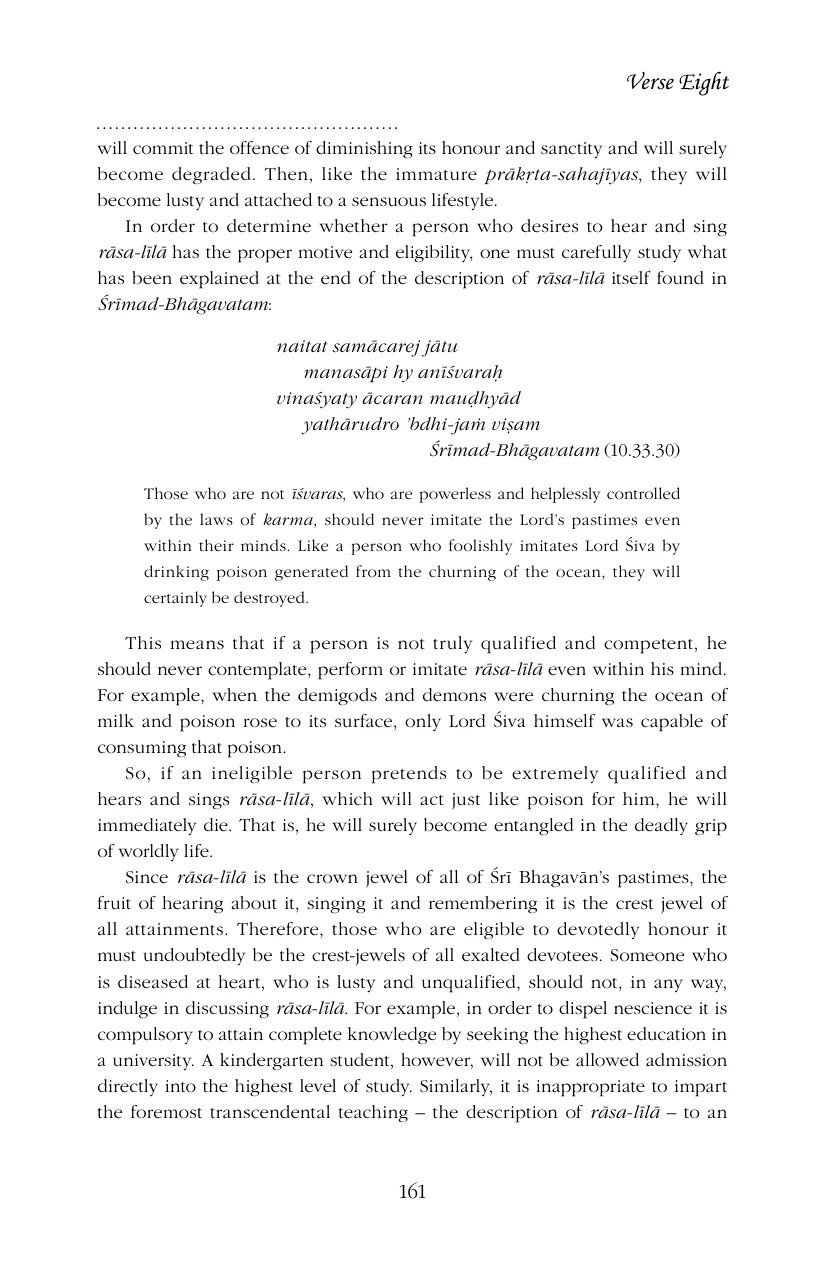 Verse Eight
................................................
will commit the offence of diminishing its honour and sanctity and will surely
become degraded. Then, like the immature prākṛta-sahajīyas, they will
become lusty and attached to a sensuous lifestyle.
In order to determine whether a person who desires to hear and sing
rāsa-līlā has the proper motive and eligibility, one must carefully study what
has been explained at the end of the description of rāsa-līlā itself found in
Śrīmad-Bhāgavatam:
naitat samācarej jātu
manasāpi hy anīśvaraḥ
vinaśyaty ācaran mauḍhyād
yathārudro ’bdhi-jaṁ viṣam
Śrīmad-Bhāgavatam (10.33.30)
Those who are not īśvaras, who are powerless and helplessly controlled
by the laws of karma, should never imitate the Lord’s pastimes even
within their minds. Like a person who foolishly imitates Lord Śiva by
drinking poison generated from the churning of the ocean, they will
certainly be destroyed.
This means that if a person is not truly qualified and competent, he
should never contemplate, perform or imitate rāsa-līlā even within his mind.
For example, when the demigods and demons were churning the ocean of
milk and poison rose to its surface, only Lord Śiva himself was capable of
consuming that poison.
So, if an ineligible person pretends to be extremely qualified and
hears and sings rāsa-līlā, which will act just like poison for him, he will
immediately die. That is, he will surely become entangled in the deadly grip
of worldly life.
Since rāsa-līlā is the crown jewel of all of Śrī Bhagavān’s pastimes, the
fruit of hearing about it, singing it and remembering it is the crest jewel of
all attainments. Therefore, those who are eligible to devotedly honour it
must undoubtedly be the crest-jewels of all exalted devotees. Someone who
is diseased at heart, who is lusty and unqualified, should not, in any way,
indulge in discussing rāsa-līlā. For example, in order to dispel nescience it is
compulsory to attain complete knowledge by seeking the highest education in
a university. A kindergarten student, however, will not be allowed admission
directly into the highest level of study. Similarly, it is inappropriate to impart
the foremost transcendental teaching – the description of rāsa-līlā – to an
161